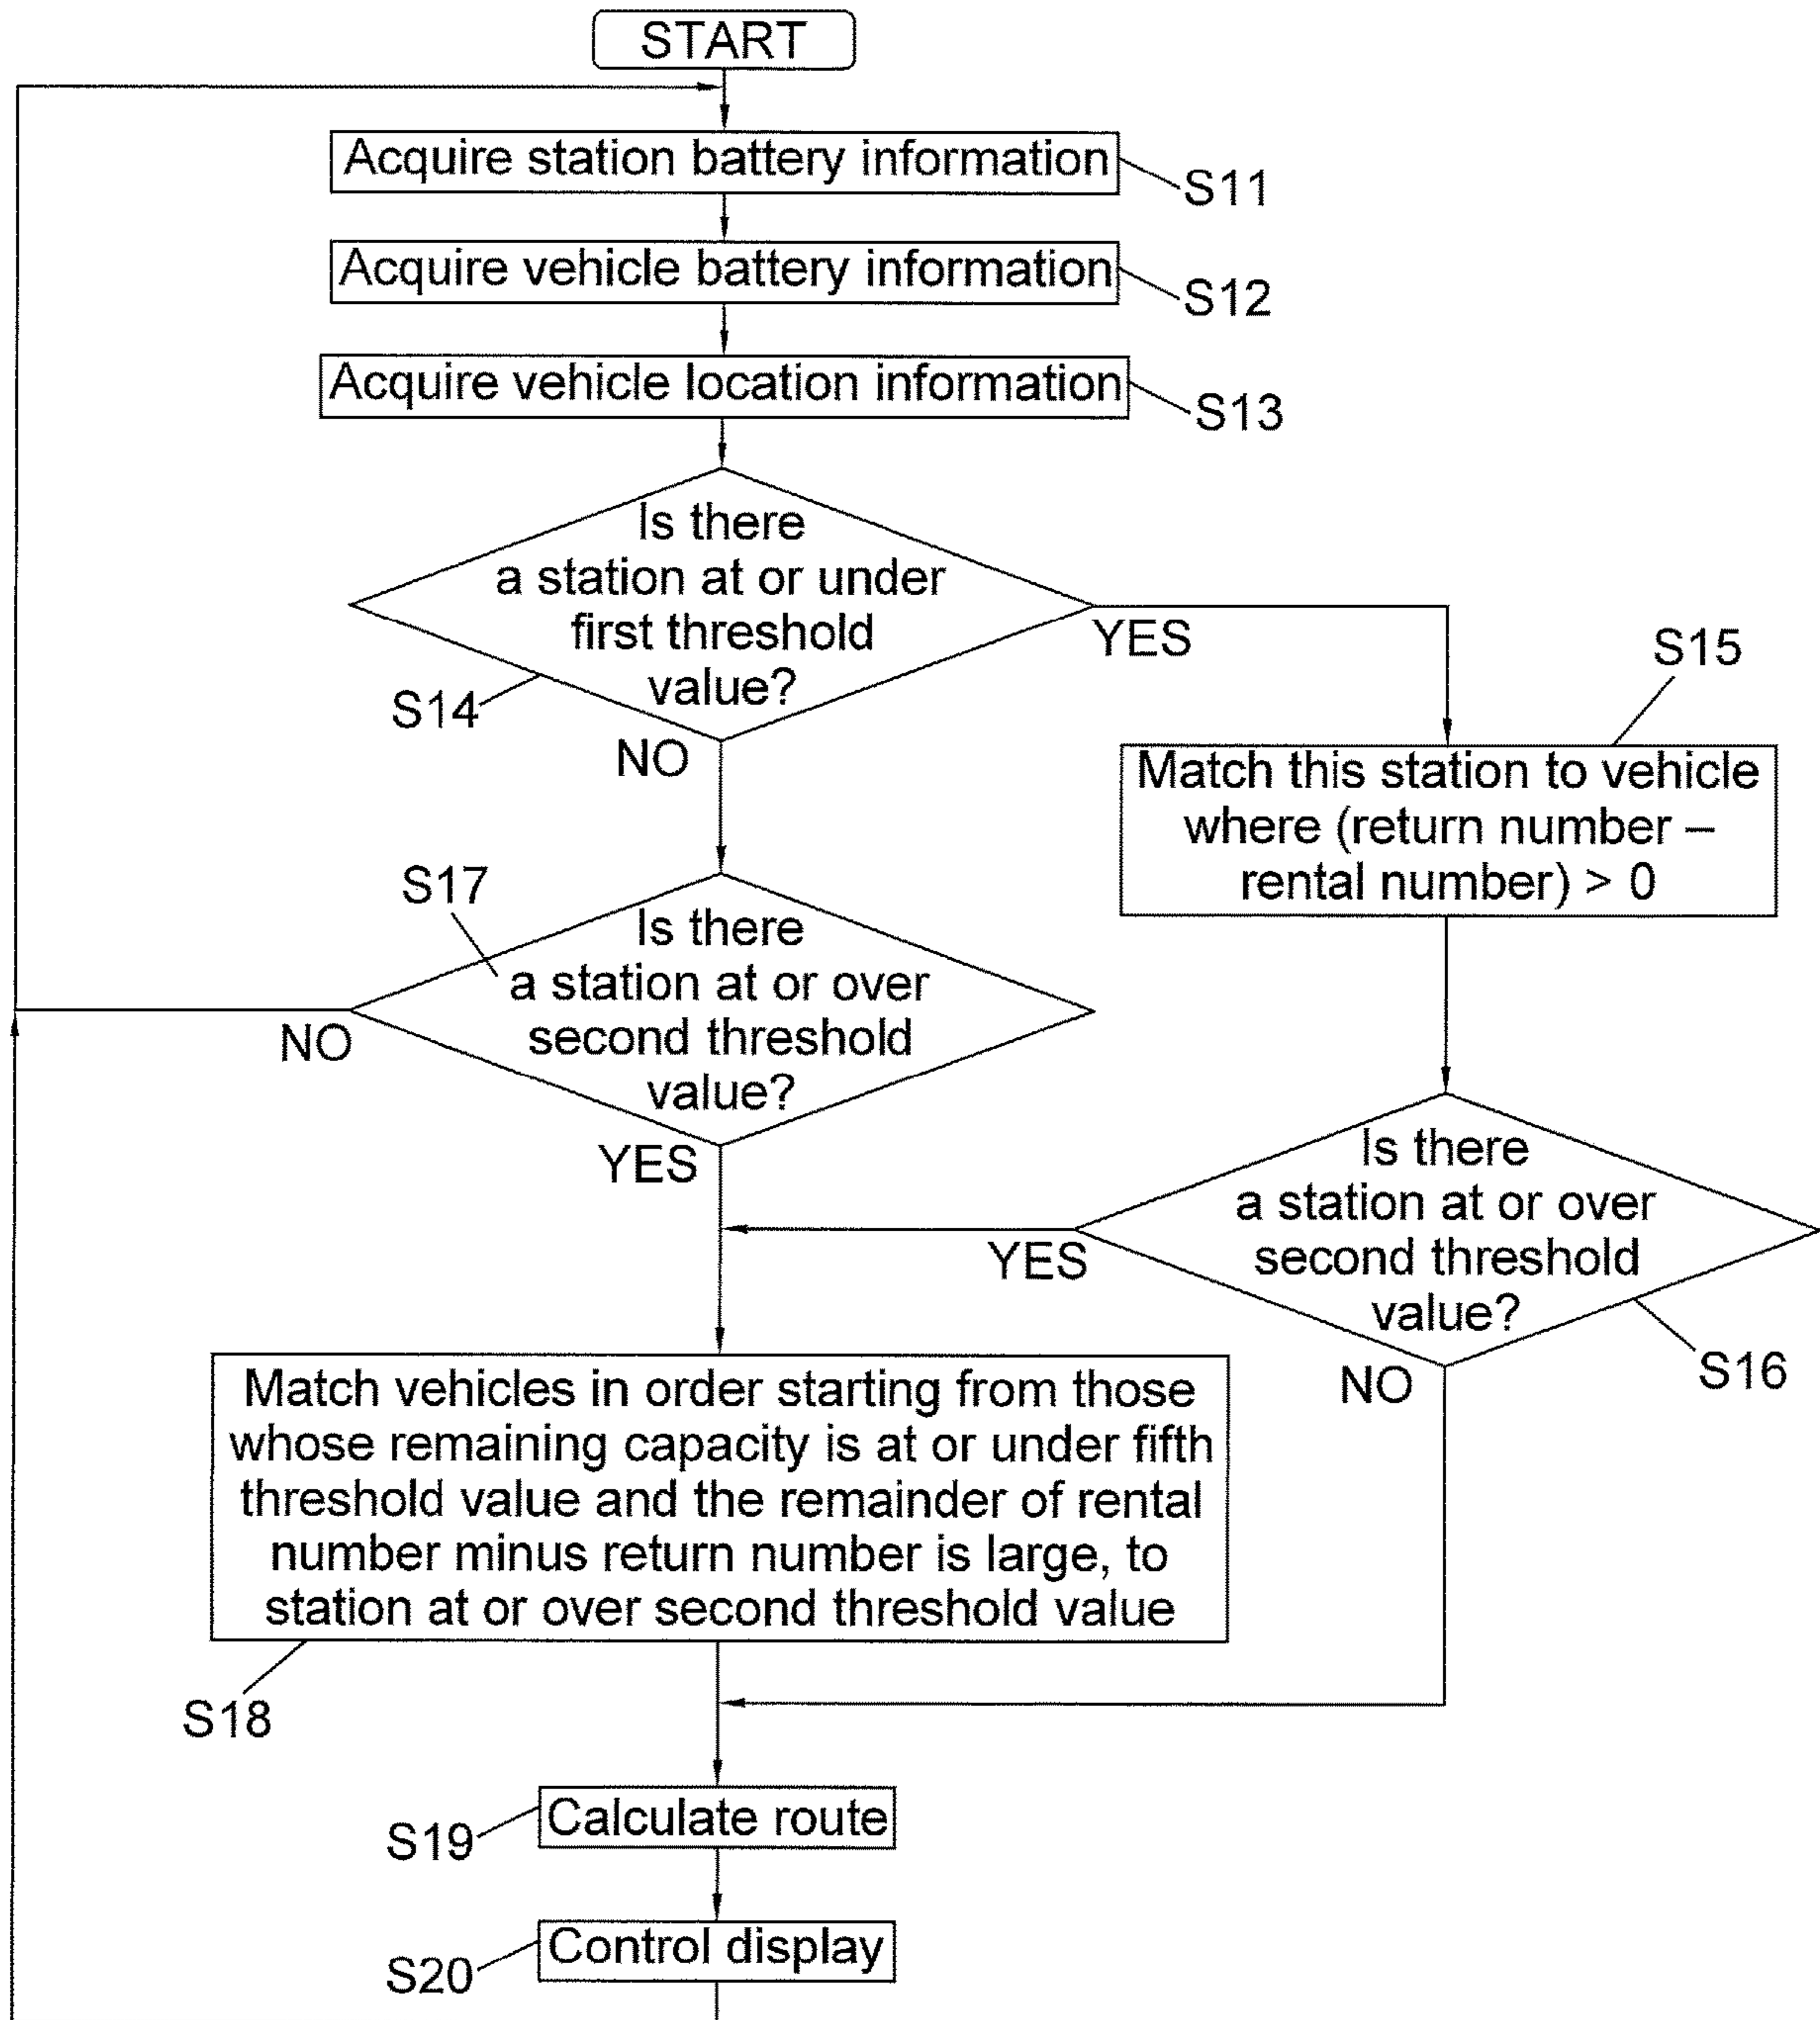 START
Acquire station battery information
S11
Acquire vehicle battery information
S12
Acquire vehicle location information
S13
Is there
a station at or under
first threshold
value?
S14
YES
NO
S15
Match this station to vehicle
where (return number –
rental number) > 0
S17
Is there
a station at or over
second threshold
value?
NO
YES
Is there
a station at or over
second threshold
value?
YES
NO
S16
Match vehicles in order starting from those
whose remaining capacity is at or under fifth
threshold value and the remainder of rental
number minus return number is large, to
station at or over second threshold value
S18
Calculate route
S19
Control display
S20